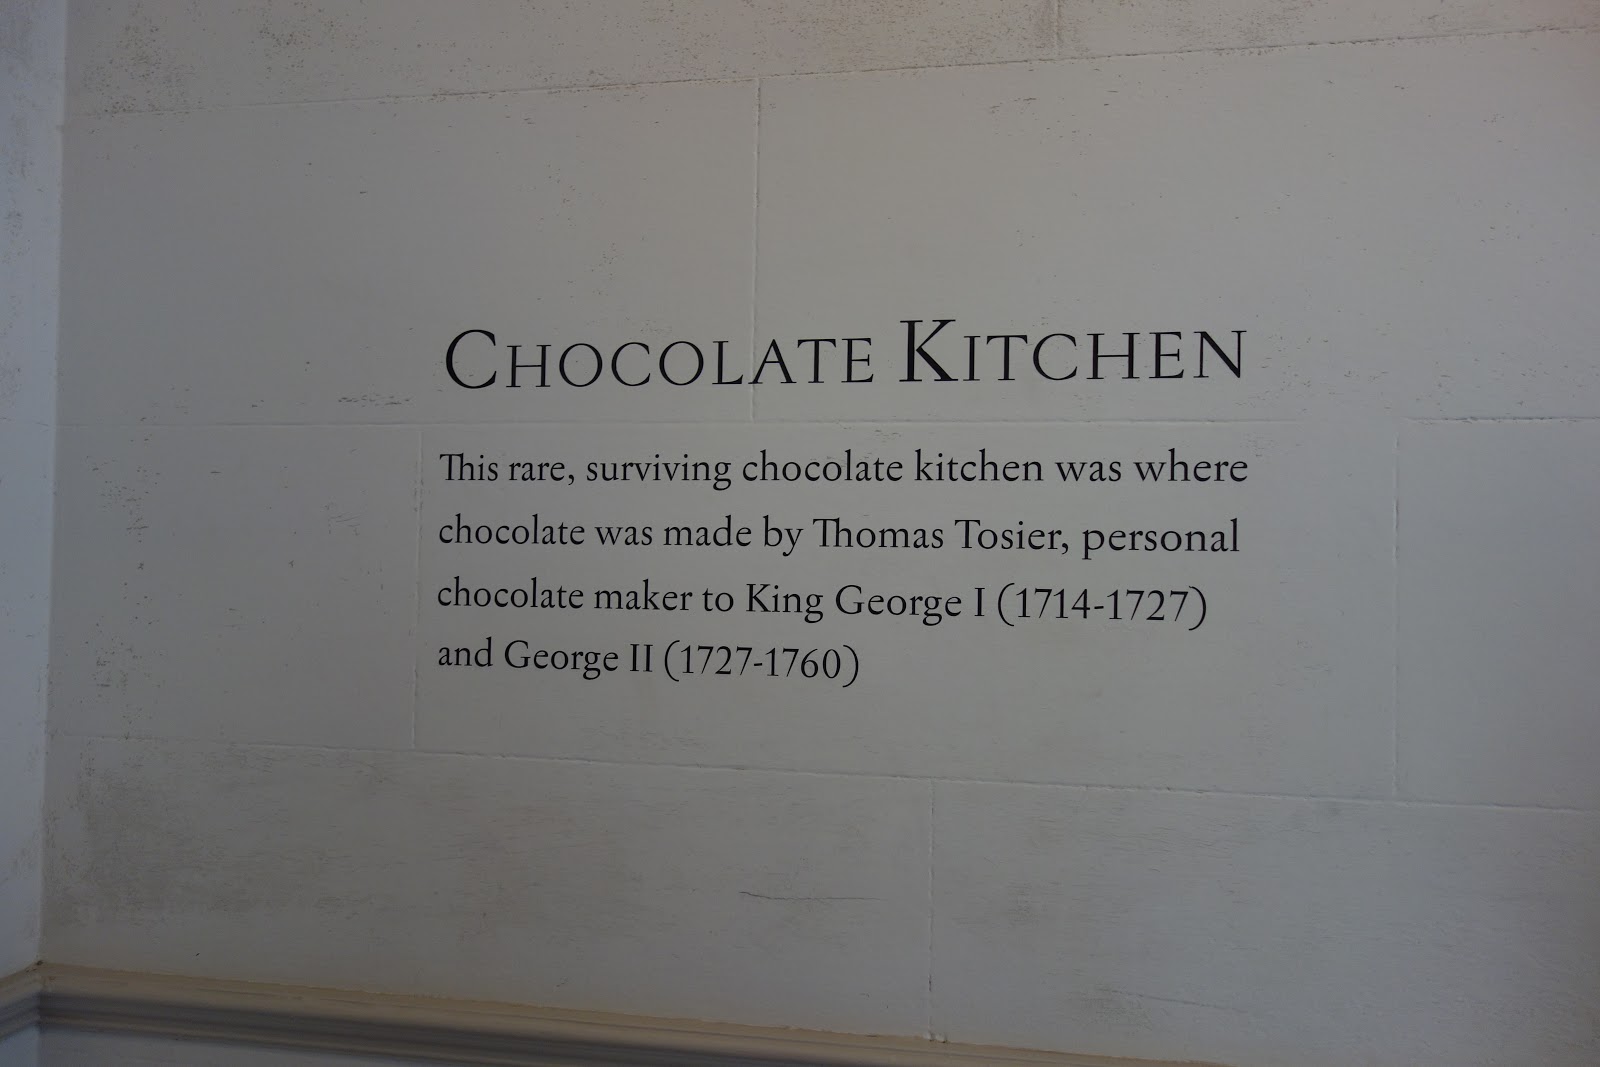 CHOCOLATE KITCHEN
This rare, surviving chocolate kitchen was where
chocolate was made by Thomas Tosier, personal
chocolate maker to King George I (1714-1727)
and George II (1727-1760)